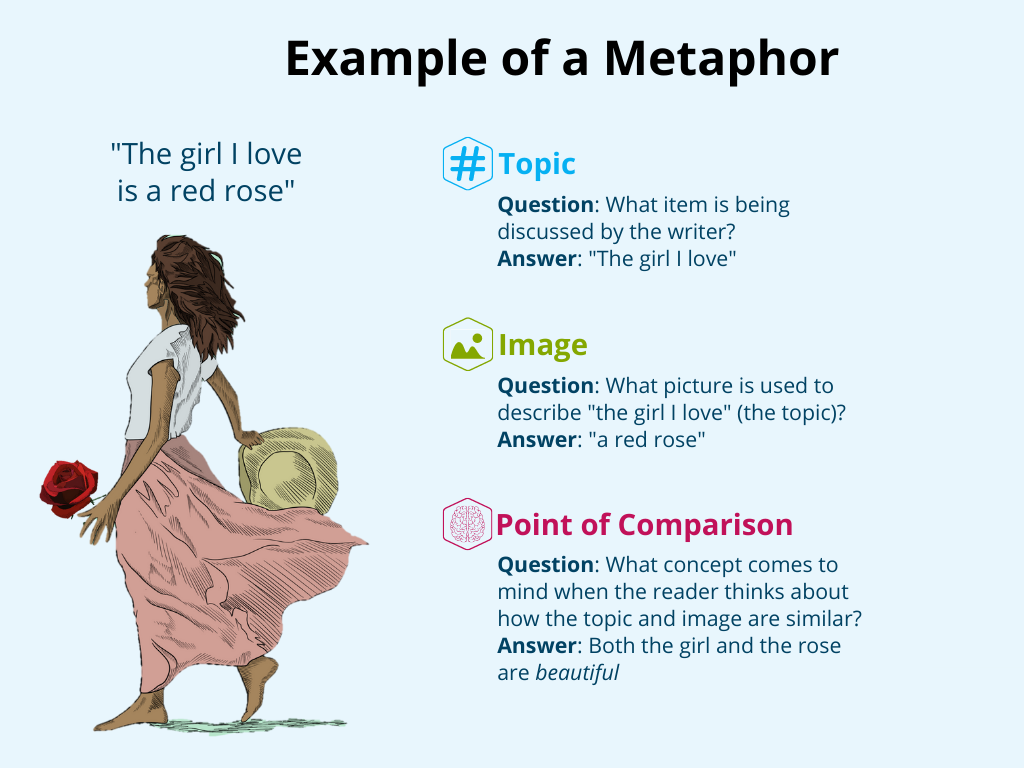 Example of a Metaphor
"The girl I love
is a red rose"
Topic
Question: What item is being
discussed by the writer?
Answer: "The girl I love"
Image
Question: What picture is used to
describe "the girl I love" (the topic)?
Answer: "a red rose"
Point of Comparison
Question: What concept comes to
mind when the reader thinks about
how the topic and image are similar?
Answer: Both the girl and the rose
are beautiful